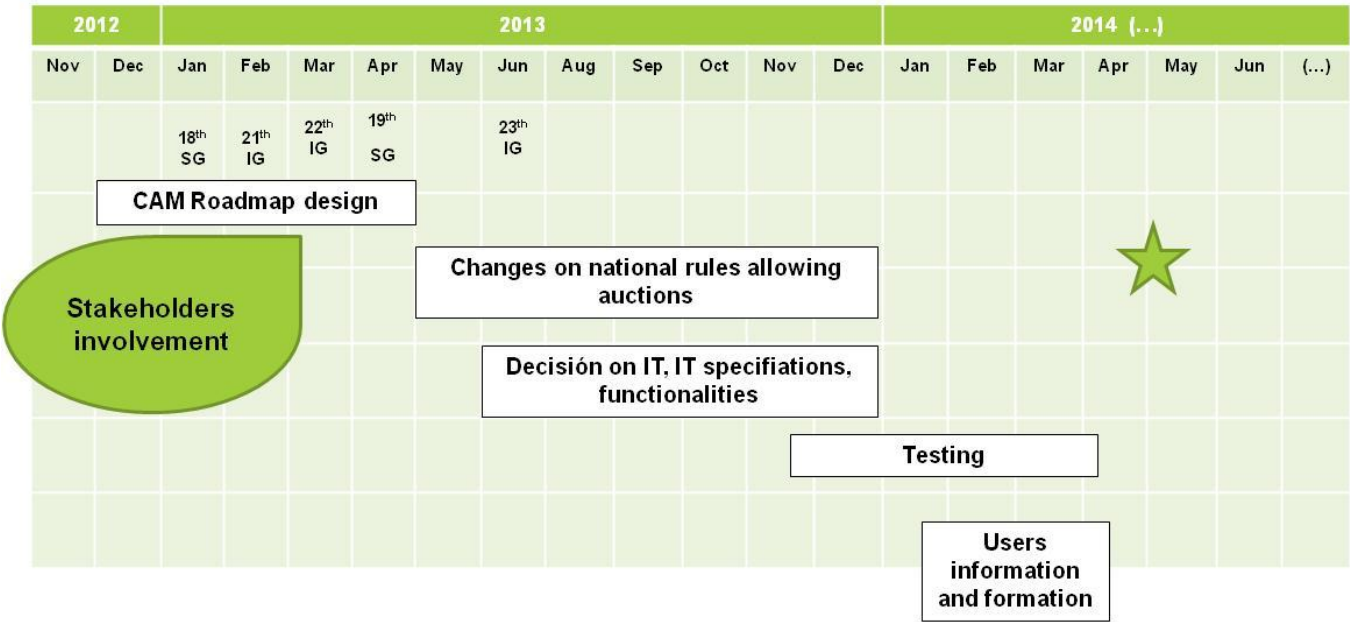 2012 2013 2014 (...)
Nov Dec Jan Feb Mar Apr May Jun Aug Sep Oct Nov Dec Jan Feb Mar Apr May Jun (...)
18th 21th 22th 19th 23th
SG IG IG SG IG
CAM Roadmap design
Stakeholders
involvement
Changes on national rules allowing
auctions
Decisión on IT, IT specifiations,
functionalities
Testing
Users
information
and formation